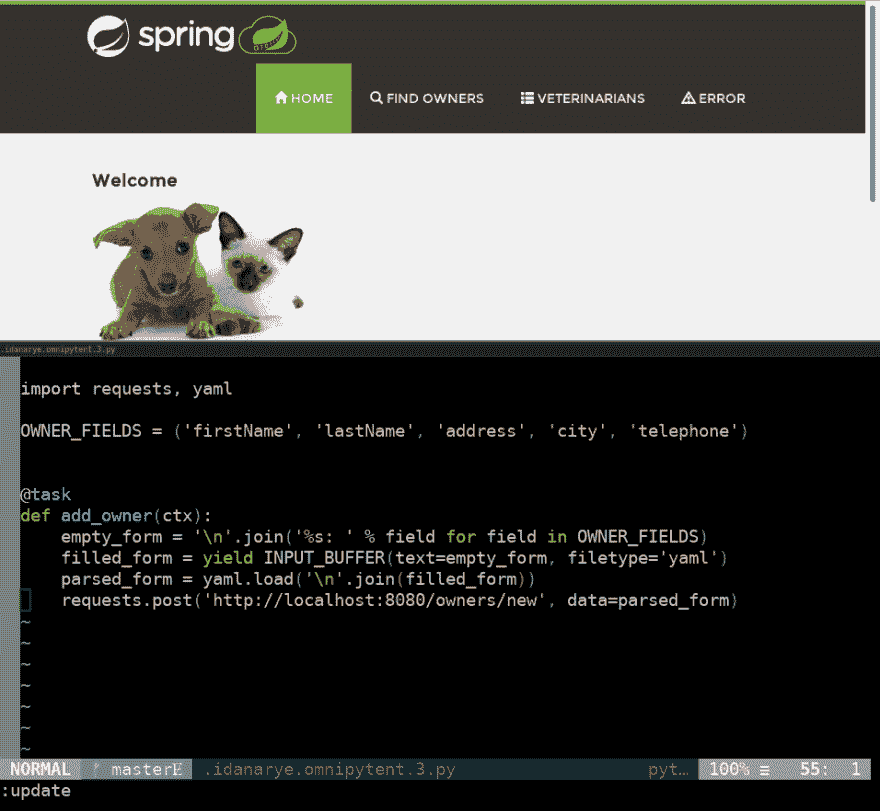 spring
HOME FIND OWNERS VETERINARIANS ERROR
Welcome
.idanarye.omnipytent.3.py
import requests, yaml
OWNER_FIELDS = ('firstName', 'lastName', 'address', 'city', 'telephone')
@task
def add_owner(ctx):
    empty_form = '\n'.join('%s: ' % field for field in OWNER_FIELDS)
    filled_form = yield INPUT_BUFFER(text=empty_form, filetype='yaml')
    parsed_form = yaml.load('\n'.join(filled_form))
    requests.post('http://localhost:8080/owners/new', data=parsed_form)
~
~
~
~
~
~
~
NORMAL master .idanarye.omnipytent.3.py pyt… 100% ≡ 55: 1
:update